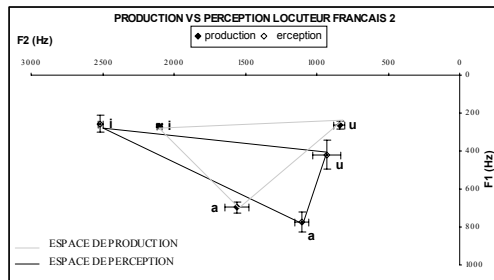 PRODUCTION VS PERCEPTION LOCUTEUR FRANCAIS 2
F2 (Hz)
production erception
3000 2500 2000 1500 1000 500 0
0
200
400
600
800
1000
F1 (Hz)
i i u
u
a
a
ESPACE DE PRODUCTION
ESPACE DE PERCEPTION